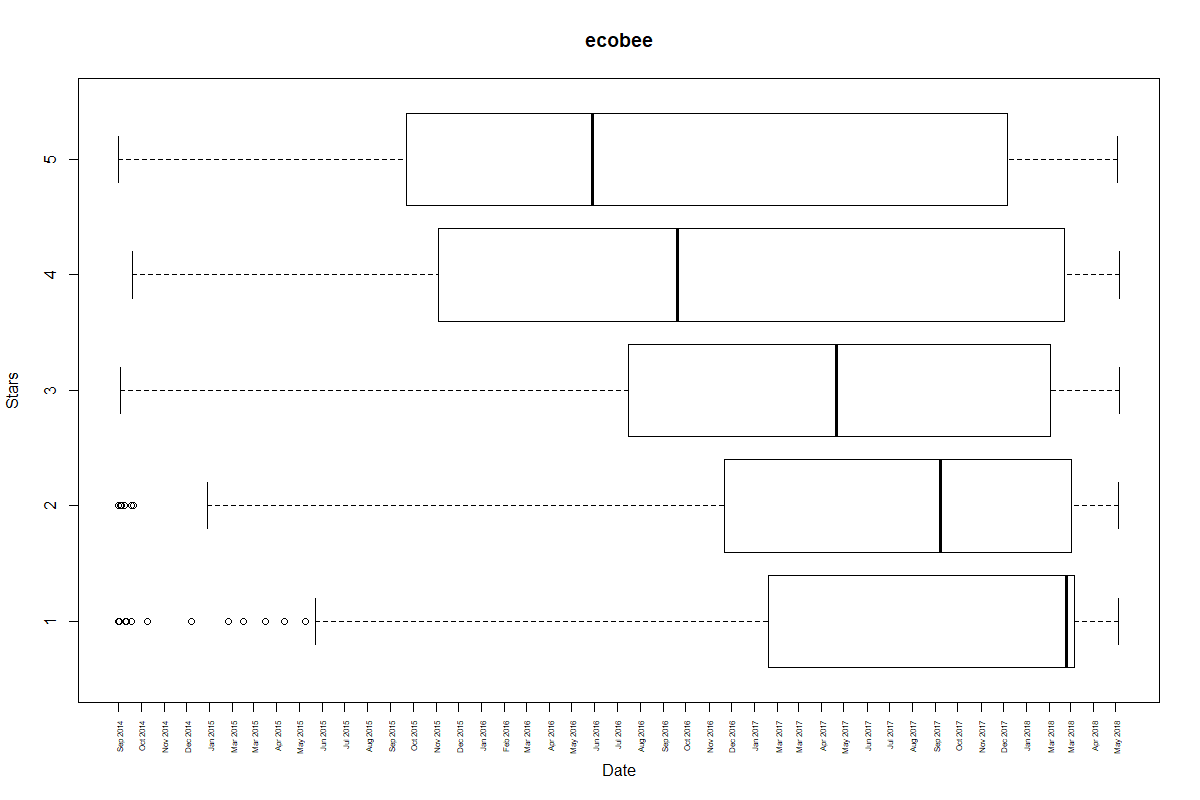 ecobee
Stars
5
4
3
2
1
Sep 2014 Oct 2014 Nov 2014 Dec 2014 Jan 2015 Mar 2015 Mar 2015 Apr 2015 May 2015 Jun 2015 Jul 2015 Aug 2015 Sep 2015 Oct 2015 Nov 2015 Dec 2015 Jan 2016 Feb 2016 Mar 2016 Apr 2016 May 2016 Jun 2016 Jul 2016 Aug 2016 Sep 2016 Oct 2016 Nov 2016 Dec 2016 Jan 2017 Mar 2017 Mar 2017 Apr 2017 May 2017 Jun 2017 Jul 2017 Aug 2017 Sep 2017 Oct 2017 Nov 2017 Dec 2017 Jan 2018 Mar 2018 Mar 2018 Apr 2018 May 2018
Date